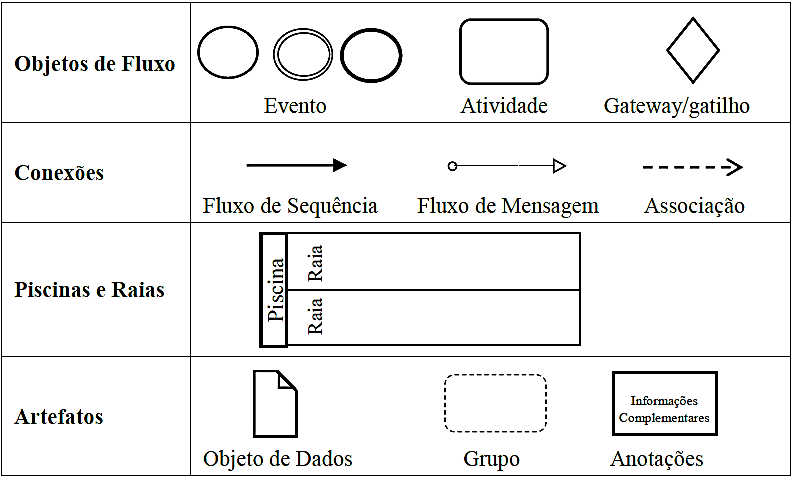 Objetos de Fluxo
Evento
Atividade
Gateway/gatilho
Conexões
Fluxo de Sequência
Fluxo de Mensagem
Associação
Piscinas e Raias
Piscina
Raia
Raia
Artefatos
Informações
Complementares
Objeto de Dados
Grupo
Anotações